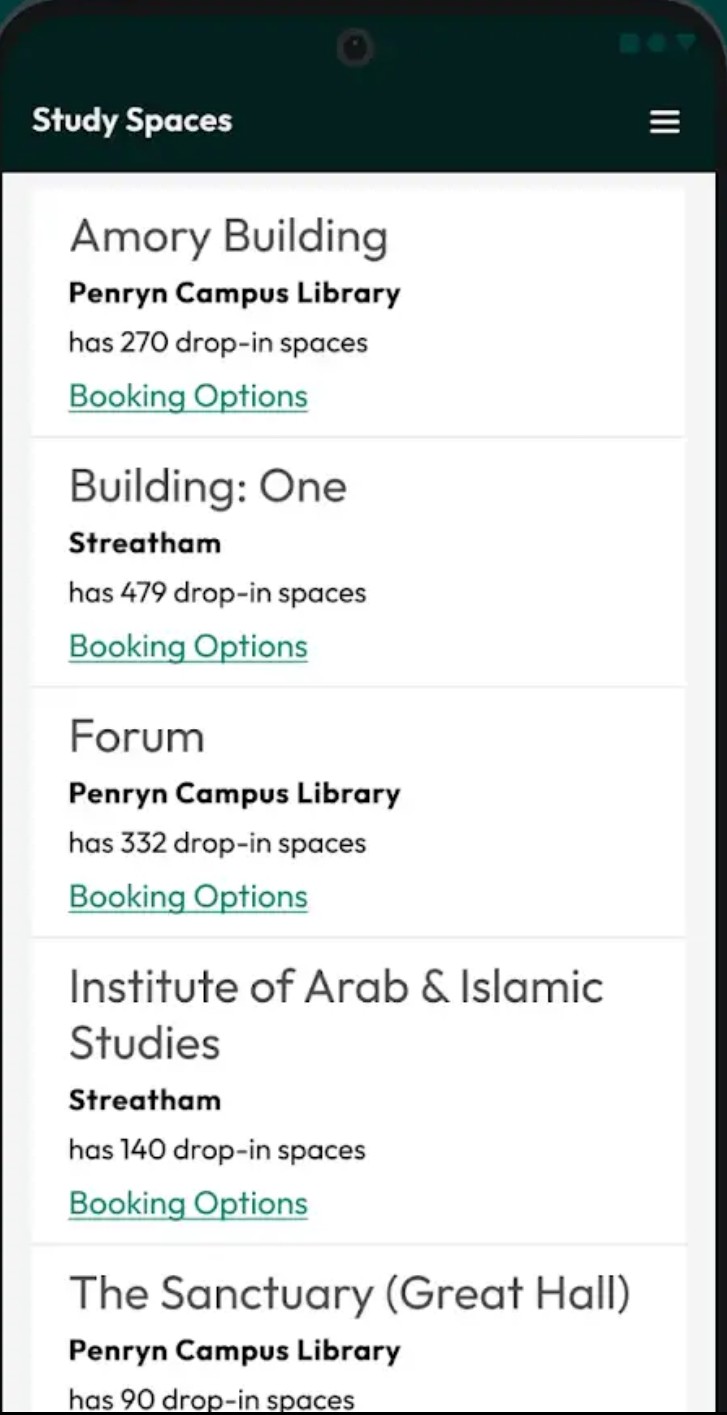 Study Spaces
Amory Building
Penryn Campus Library
has 270 drop-in spaces
Booking Options
Building: One
Streatham
has 479 drop-in spaces
Booking Options
Forum
Penryn Campus Library
has 332 drop-in spaces
Booking Options
Institute of Arab & Islamic
Studies
Streatham
has 140 drop-in spaces
Booking Options
The Sanctuary (Great Hall)
Penryn Campus Library
has 90 drop-in spaces